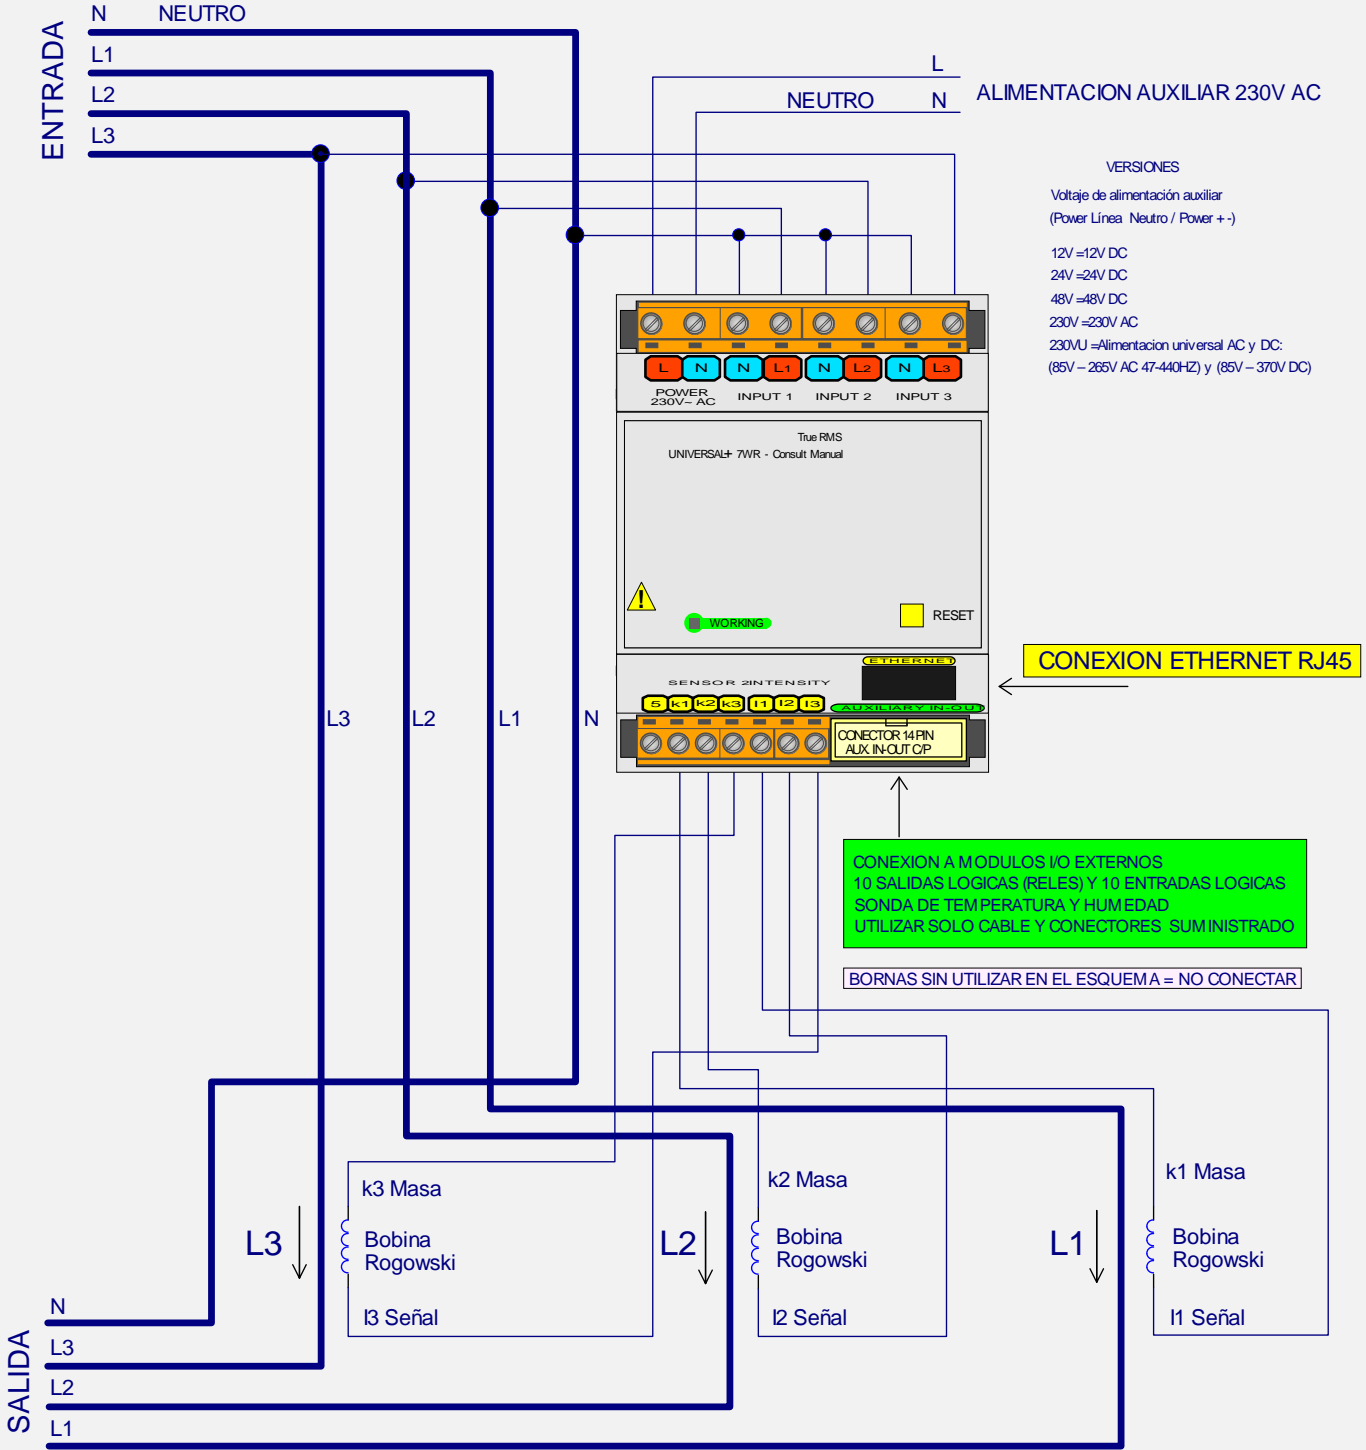 N NEUTRO
ENTRADA
L1
L2
L3
L
NEUTRO N
ALIMENTACION AUXILIAR 230V AC
VERSIONES
Voltaje de alimentación auxiliar
(Power Línea Neutro / Power + -)
12V =12V DC
24V =24V DC
48V =48V DC
230V =230V AC
230VU =Alimentacion universal AC y DC:
(85V – 265V AC 47-440HZ) y (85V – 370V DC)
L N N L1 N L2 N L3
POWER
230V~ AC
INPUT 1 INPUT 2 INPUT 3
True RMS
UNIVERSAL+ 7WR - Consult Manual
!
WORKING
RESET
ETHERNET
CONEXION ETHERNET RJ45
SENSOR 2INTENSITY
5 k1 k2 k3 I1 I2 I3
AUXILIARY IN-OUT
L3 L2 L1 N
CONECTOR 14 PIN
AUX. IN-OUT C/P
CONEXION A MODULOS I/O EXTERNOS
10 SALIDAS LOGICAS (RELES) Y 10 ENTRADAS LOGICAS
SONDA DE TEMPERATURA Y HUMEDAD
UTILIZAR SOLO CABLE Y CONECTORES SUMINISTRADO
BORNAS SIN UTILIZAR EN EL ESQUEMA = NO CONECTAR
k3 Masa
L3
Bobina
Rogowski
I3 Señal
k2 Masa
L2
Bobina
Rogowski
I2 Señal
k1 Masa
L1
Bobina
Rogowski
I1 Señal
SALIDA
N
L3
L2
L1